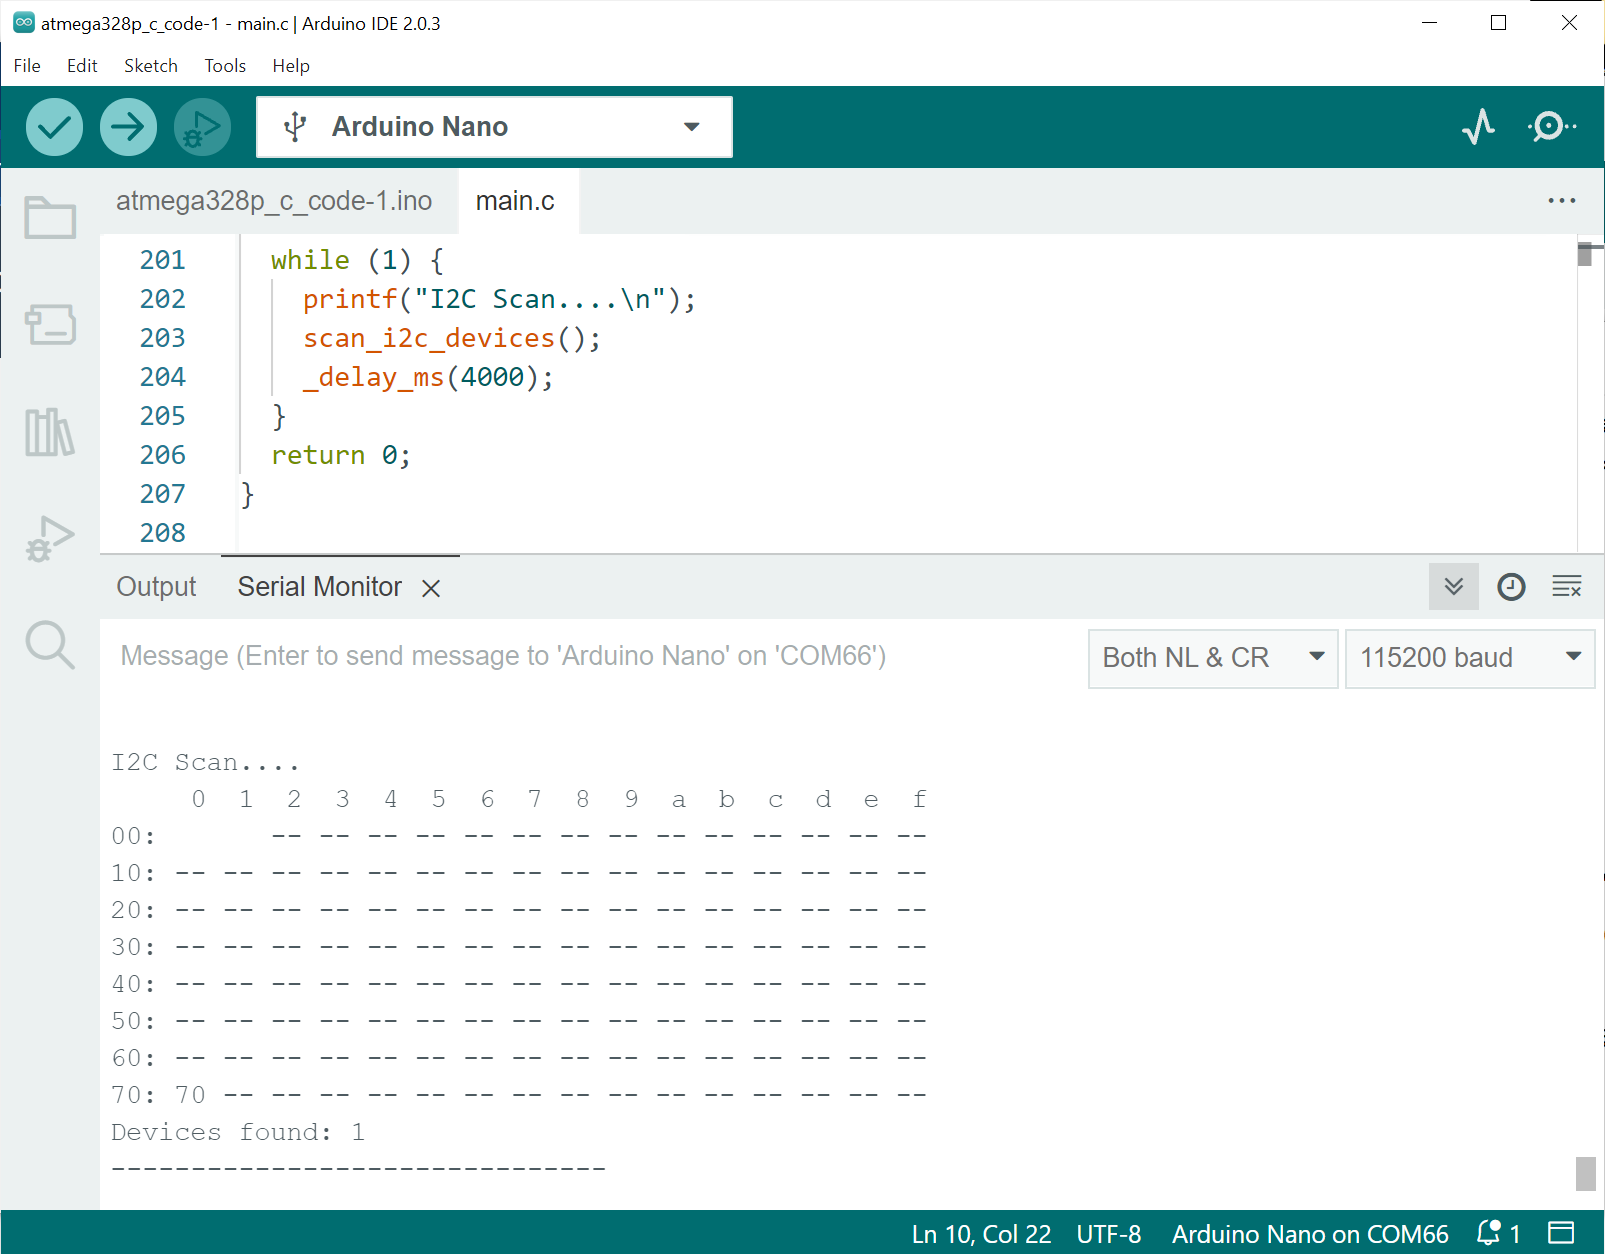 atmega328p_c_code-1 - main.c | Arduino IDE 2.0.3
File Edit Sketch Tools Help
Arduino Nano
atmega328p_c_code-1.ino main.c ...
201 while (1) {
202 printf("I2C Scan....\n");
203 scan_i2c_devices();
204 _delay_ms(4000);
205 }
206 return 0;
207 }
208
Output Serial Monitor
Message (Enter to send message to 'Arduino Nano' on 'COM66') Both NL & CR 115200 baud
I2C Scan....
0 1 2 3 4 5 6 7 8 9 a b c d e f
00: -- -- -- -- -- -- -- -- -- -- -- -- -- --
10: -- -- -- -- -- -- -- -- -- -- -- -- -- -- -- --
20: -- -- -- -- -- -- -- -- -- -- -- -- -- -- -- --
30: -- -- -- -- -- -- -- -- -- -- -- -- -- -- -- --
40: -- -- -- -- -- -- -- -- -- -- -- -- -- -- -- --
50: -- -- -- -- -- -- -- -- -- -- -- -- -- -- -- --
60: -- -- -- -- -- -- -- -- -- -- -- -- -- -- -- --
70: 70 -- -- -- -- -- -- -- -- -- -- -- -- -- -- --
Devices found: 1
-------------------------------
Ln 10, Col 22 UTF-8 Arduino Nano on COM66 1